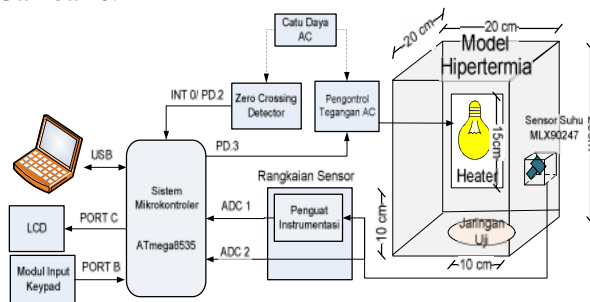 Catu Daya
AC
INT 0/ PD.2
Zero Crossing
Detector
Pengontrol
Tegangan AC
20 cm
20 cm
Model
Hipertermia
15cm
Heater
Sensor Suhu
MLX90247
USB
PD.3
Sistem
Mikrokontroler
ATmega8535
Rangkaian Sensor
ADC 1
Penguat
Instrumentasi
ADC 2
LCD
PORT C
Modul Input
Keypad
PORT B
10 cm
Jaringan
Uji
10 cm